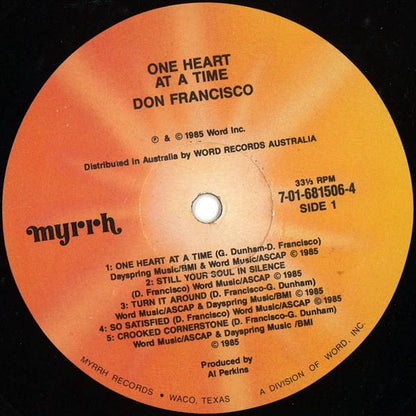 ONE HEART
AT A TIME
DON FRANCISCO
℗ & © 1985 Word Inc.
Distributed in Australia by WORD RECORDS AUSTRALIA
33⅓ RPM
7-01-681506-4
SIDE 1
myrrh
1: ONE HEART AT A TIME (G. Dunham-D. Francisco)
Dayspring Music/BMI & Word Music/ASCAP © 1985
2: STILL YOUR SOUL IN SILENCE
(D. Francisco) Word Music/ASCAP © 1985
3: TURN IT AROUND (D. Francisco-G. Dunham)
Word Music/ASCAP & Dayspring Music/BMI © 1985
4: SO SATISFIED (D. Francisco) Word Music/ASCAP © 1985
5: CROOKED CORNERSTONE (D. Francisco-G. Dunham)
Word Music/ASCAP & Dayspring Music /BMI
© 1985
Produced by
Al Perkins
MYRRH RECORDS • WACO, TEXAS • A DIVISION OF WORD, INC.